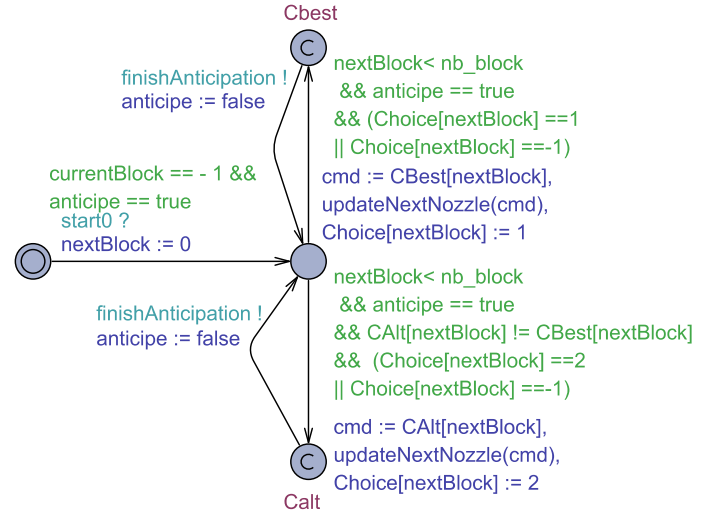 Cbest
C
nextBlock< nb_block
&& anticipe == true
&& (Choice[nextBlock] ==1
|| Choice[nextBlock] ==-1)
finishAnticipation !
anticipe := false
cmd := CBest[nextBlock],
updateNextNozzle(cmd),
Choice[nextBlock] := 1
currentBlock == - 1 &&
anticipe == true
start0 ?
nextBlock := 0
nextBlock< nb_block
&& anticipe == true
&& CAlt[nextBlock] != CBest[nextBlock]
&& (Choice[nextBlock] ==2
|| Choice[nextBlock] ==-1)
finishAnticipation !
anticipe := false
cmd := CAlt[nextBlock],
updateNextNozzle(cmd),
Choice[nextBlock] := 2
C
Calt